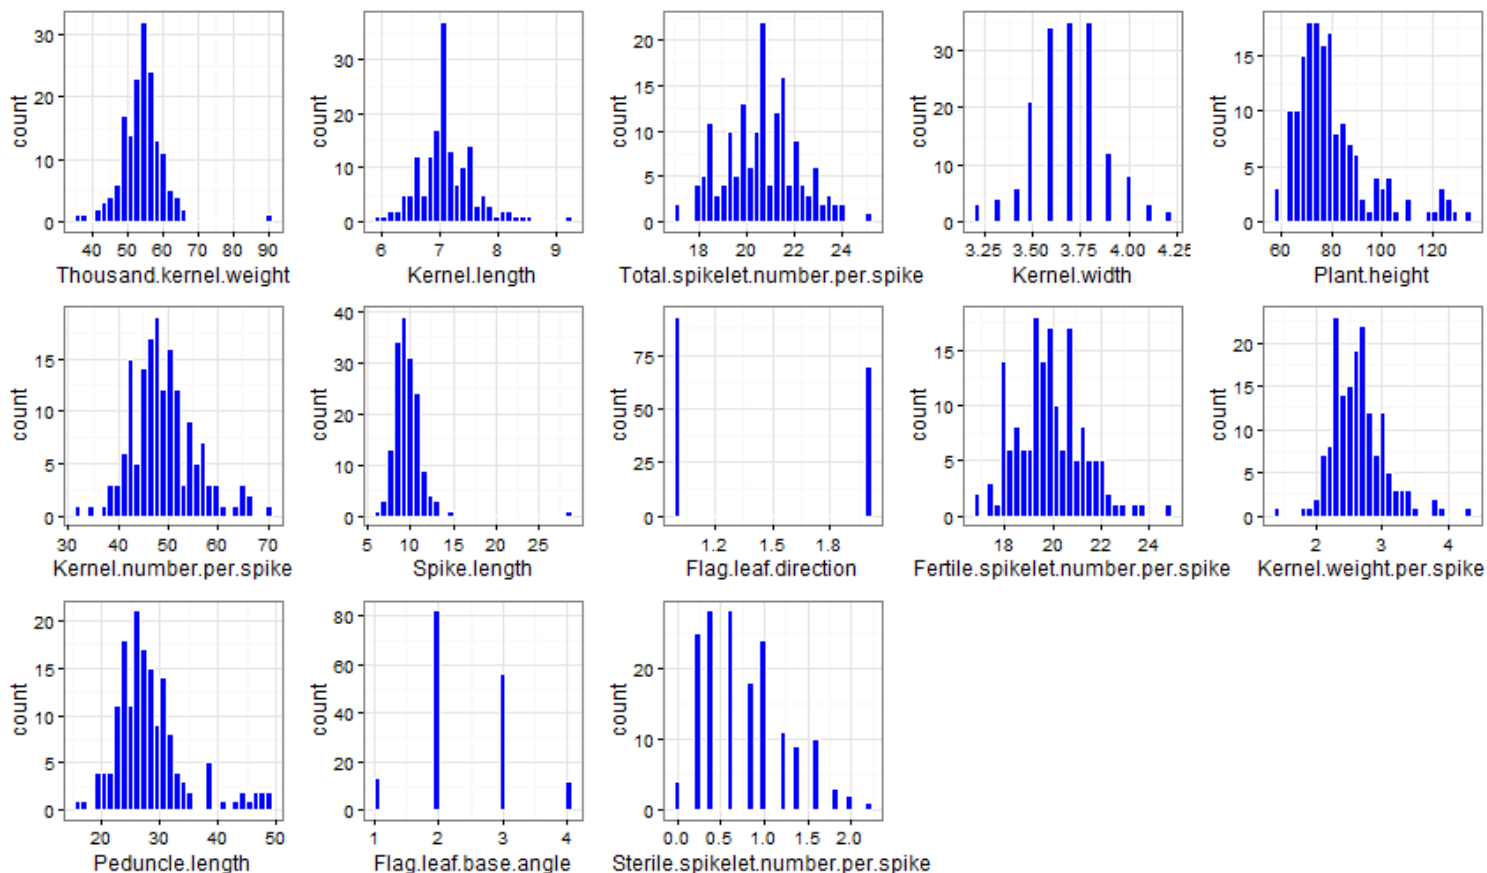 count
30
20
10
0
40 50 60 70 80 90
Thousand.kernel.weight
count
30
20
10
0
6 7 8 9
Kernel.length
count
20
15
10
5
0
18 20 22 24
Total.spikelet.number.per.spike
count
30
20
10
0
3.25 3.50 3.75 4.00 4.25
Kernel.width
count
15
10
5
0
60 80 100 120
Plant.height
count
15
10
5
0
30 40 50 60 70
Kernel.number.per.spike
count
40
30
20
10
0
5 10 15 20 25
Spike.length
count
75
50
25
0
1.2 1.5 1.8
Flag.leaf.direction
count
15
10
5
0
18 20 22 24
Fertile.spikelet.number.per.spike
count
20
15
10
5
0
2 3 4
Kernel.weight.per.spike
count
20
15
10
5
0
20 30 40 50
Peduncle.length
count
80
60
40
20
0
1 2 3 4
Flag.leaf.base.angle
count
20
10
0
0.0 0.5 1.0 1.5 2.0
Sterile.spikelet.number.per.spike